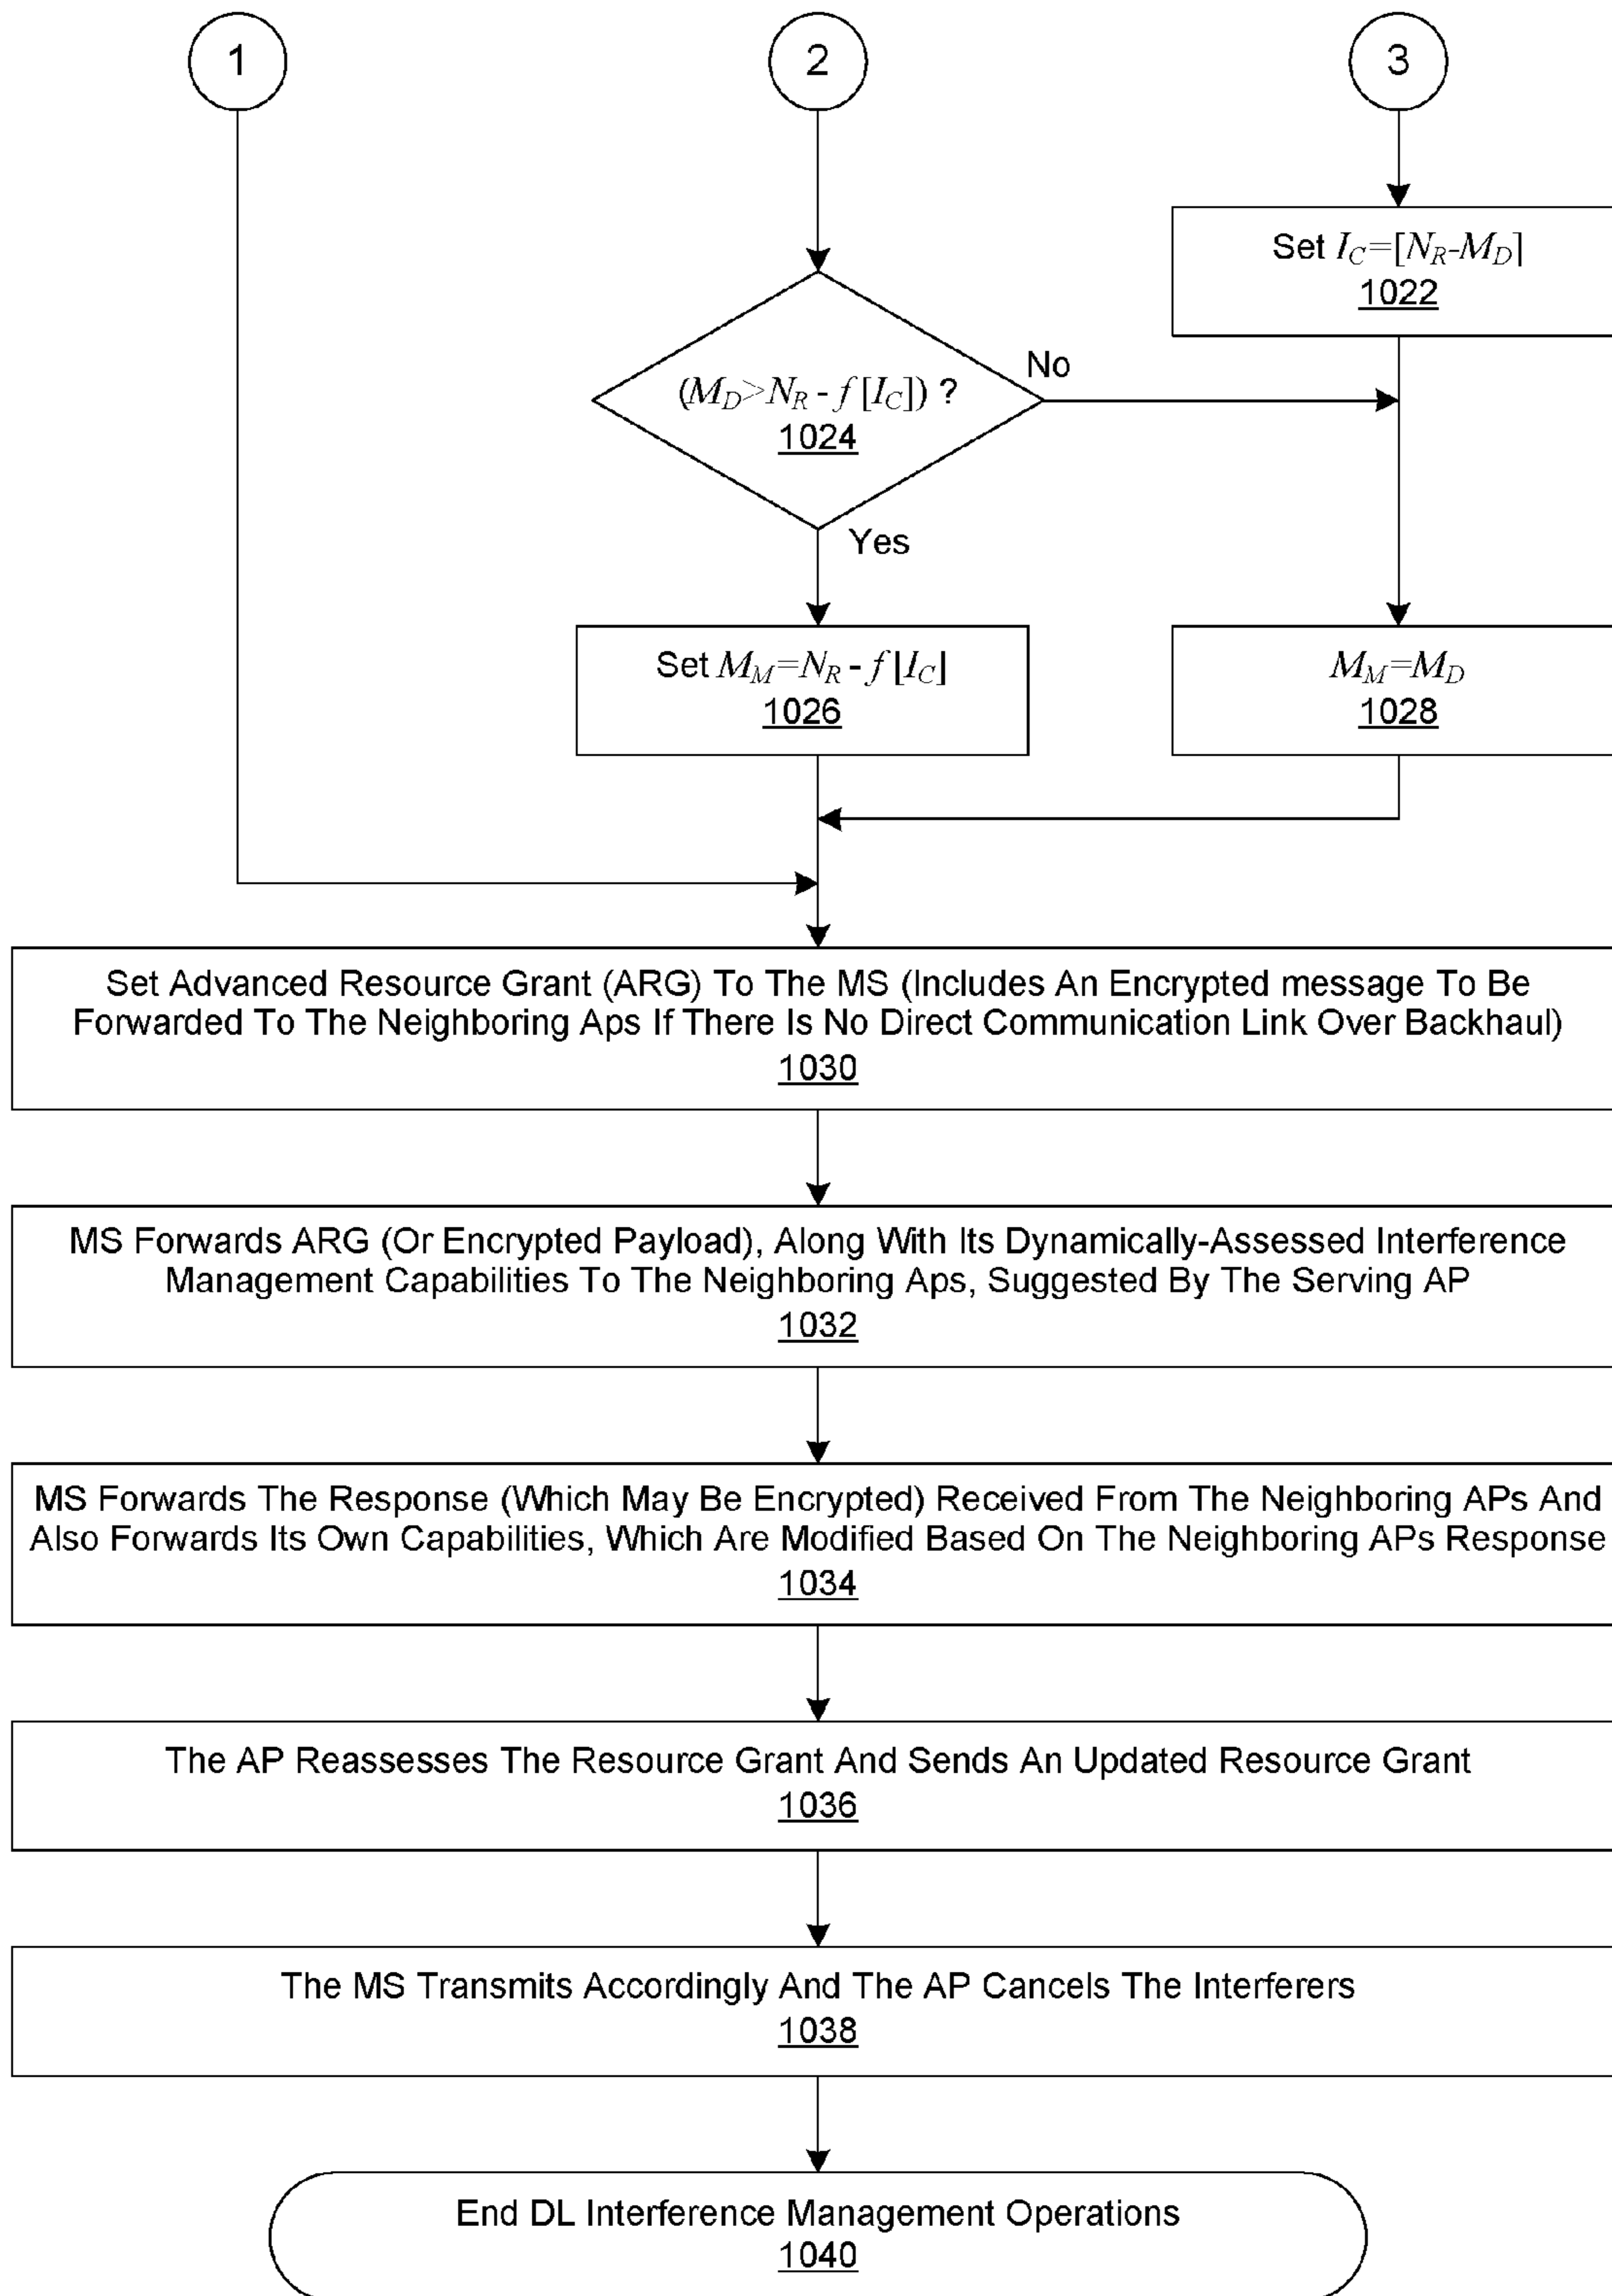 1
2
3
Set I_C=[N_R-M_D]
1022
No
(M_D>N_R - f [I_C]) ?
1024
Yes
Set M_M=N_R - f [I_C]
1026
M_M=M_D
1028
Set Advanced Resource Grant (ARG) To The MS (Includes An Encrypted message To Be
Forwarded To The Neighboring Aps If There Is No Direct Communication Link Over Backhaul)
1030
MS Forwards ARG (Or Encrypted Payload), Along With Its Dynamically-Assessed Interference
Management Capabilities To The Neighboring Aps, Suggested By The Serving AP
1032
MS Forwards The Response (Which May Be Encrypted) Received From The Neighboring APs And
Also Forwards Its Own Capabilities, Which Are Modified Based On The Neighboring APs Response
1034
The AP Reassesses The Resource Grant And Sends An Updated Resource Grant
1036
The MS Transmits Accordingly And The AP Cancels The Interferers
1038
End DL Interference Management Operations
1040